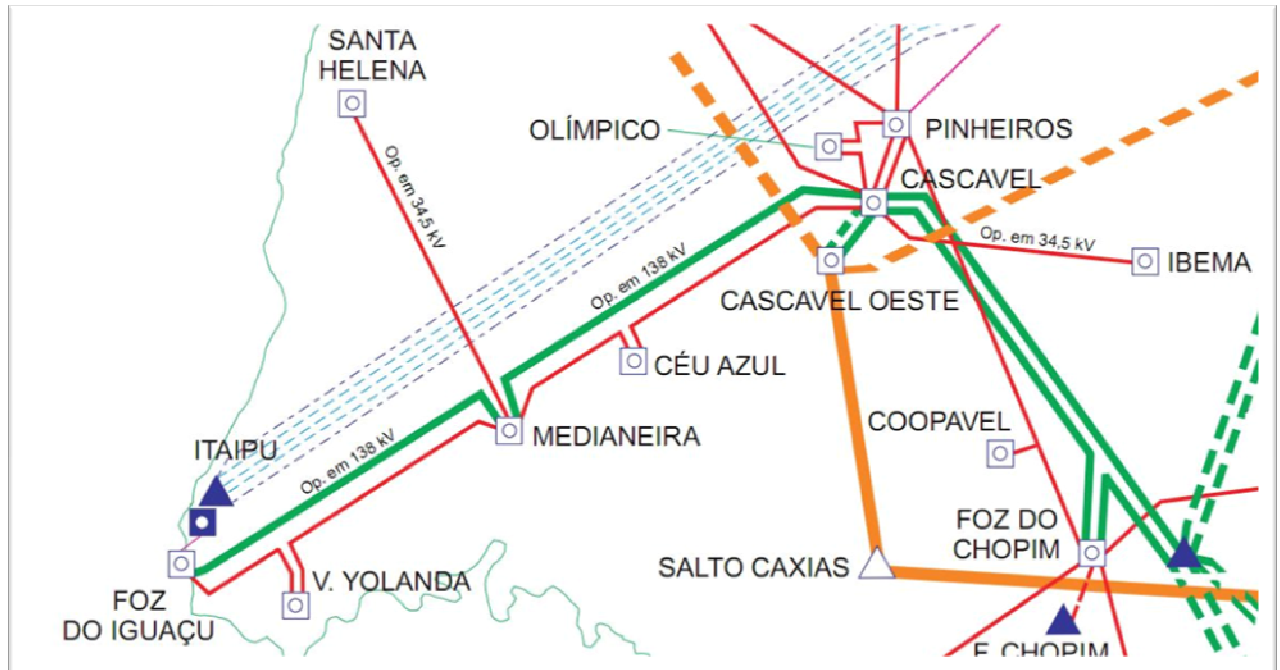 SANTA
HELENA
OLÍMPICO
PINHEIROS
CASCAVEL
Op. em 34,5 kV
Op. em 34,5 kV
IBEMA
Op. em 138 kV
CASCAVEL OESTE
CÉU AZUL
COOPAVEL
MEDIANEIRA
ITAIPU
Op. em 138 kV
FOZ DO
CHOPIM
SALTO CAXIAS
V. YOLANDA
FOZ
DO IGUAÇU
F. CHOPIM